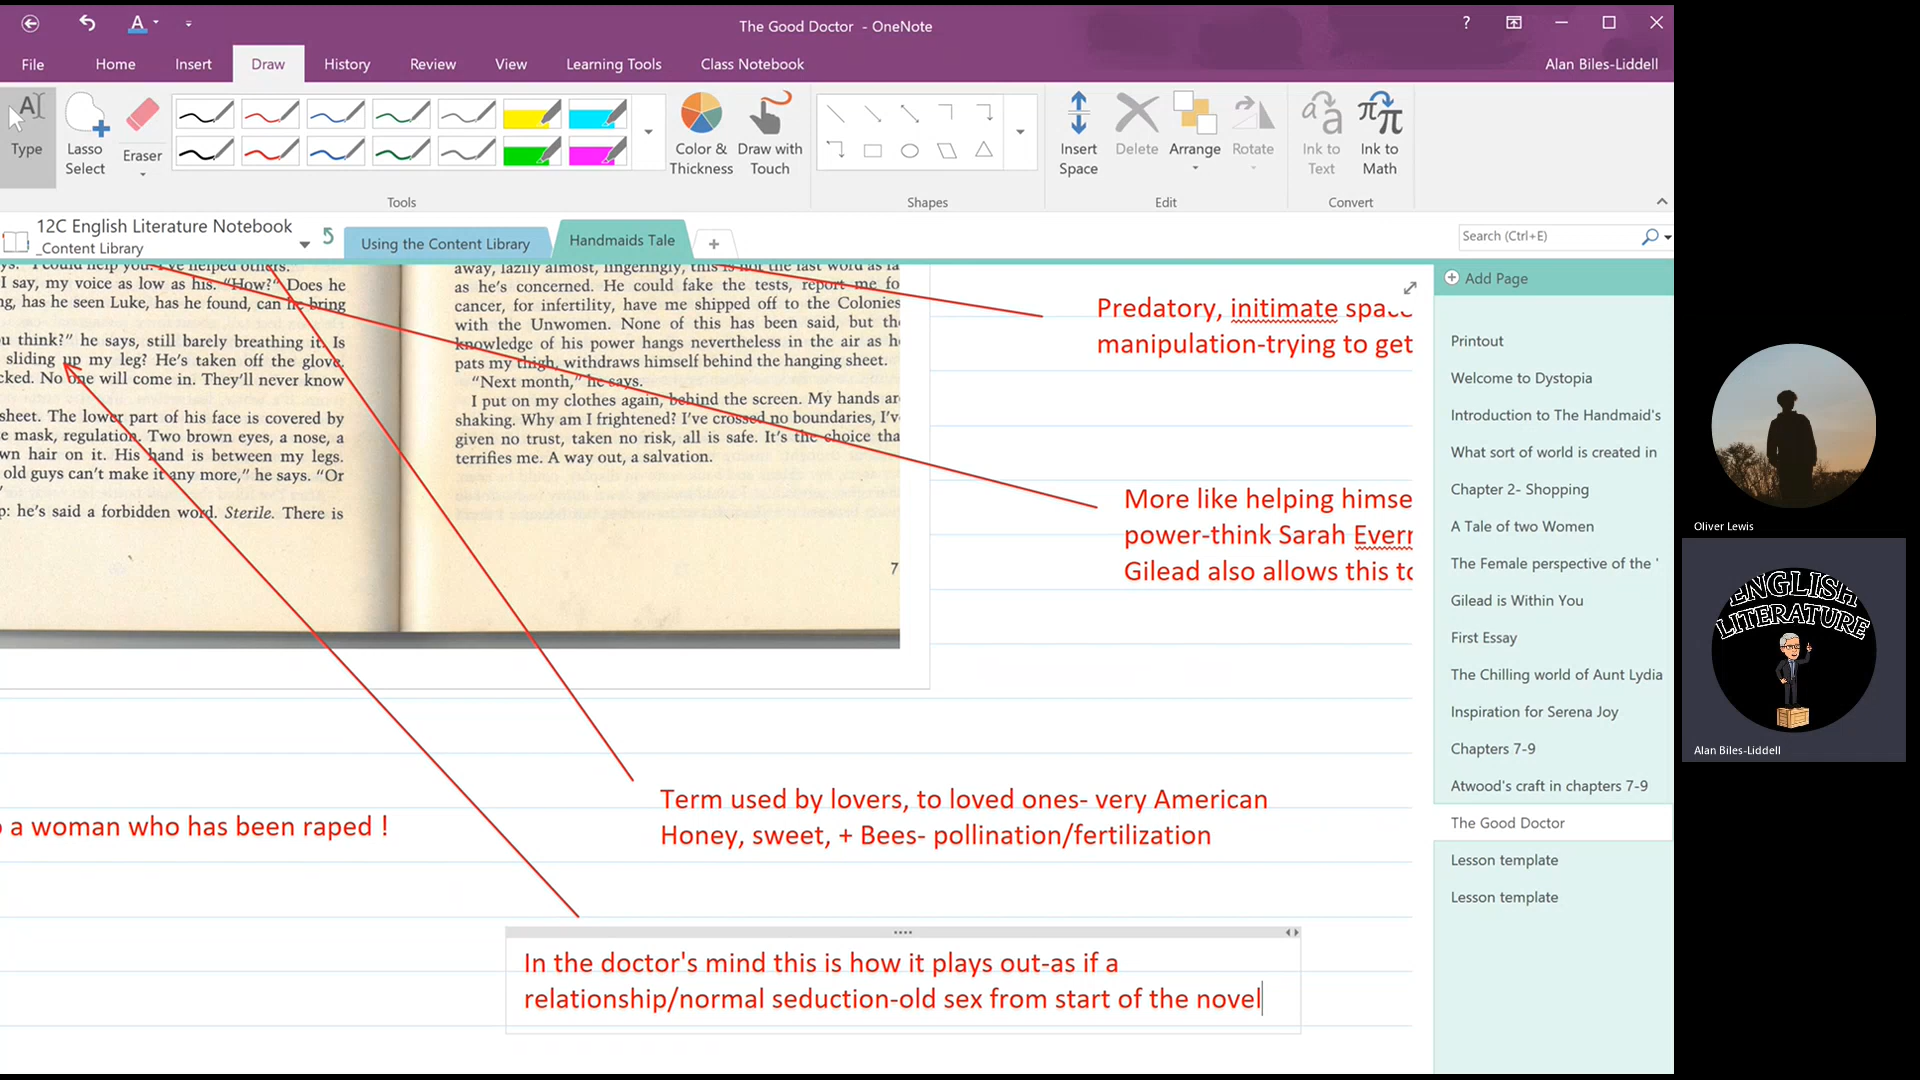 The Good Doctor - OneNote
?
File
Home
Insert
Draw
History
Review
View
Learning Tools
Class Notebook
Alan Biles-Liddell
Type
Lasso
Select
Eraser
Color &
Thickness
Draw with
Touch
Insert
Space
Delete
Arrange
Rotate
Ink to
Text
Ink to
Math
Tools
Shapes
Edit
Convert
12C English Literature Notebook
_Content Library
Using the Content Library
Handmaids Tale
Search (Ctrl+E)
"I could help you. I've helped others."
I say, my voice as low as his. "How?" Does he
has he seen Luke, has he found, can he bring
think?" he says, still barely breathing it. Is
sliding up my leg? He's taken off the glove.
No one will come in. They'll never know
sheet. The lower part of his face is covered by
mask, regulation. Two brown eyes, a nose, a
hair on it. His hand is between my legs.
old guys can't make it any more," he says. "Or
he's said a forbidden word. Sterile. There is
away, lazily almost, lingeringly, this is not the last word as
as he's concerned. He could fake the tests, report me
cancer, for infertility, have me shipped off to the Colonies
with the Unwomen. None of this has been said, but
knowledge of his power hangs nevertheless in the air as
pats my thigh, withdraws himself behind the hanging sheet.
"Next month," he says.
I put on my clothes again, behind the screen. My hands
shaking. Why am I frightened? I've crossed no boundaries,
given no trust, taken no risk, all is safe. It's the choice
terrifies me. A way out, a salvation.
7
Predatory, initimate
manipulation-trying to get
More like helping
power-think Sarah
Gilead also allows this
a woman who has been raped !
Term used by lovers, to loved ones- very American
Honey, sweet, + Bees- pollination/fertilization
In the doctor's mind this is how it plays out-as if a
relationship/normal seduction-old sex from start of the novel
Add Page
Printout
Welcome to Dystopia
Introduction to The Handmaid's
What sort of world is created in
Chapter 2- Shopping
A Tale of two Women
The Female perspective of the '
Gilead is Within You
First Essay
The Chilling world of Aunt Lydia
Inspiration for Serena Joy
Chapters 7-9
Atwood's craft in chapters 7-9
The Good Doctor
Lesson template
Lesson template
Oliver Lewis
ENGLISH
LITERATURE
Alan Biles-Liddell